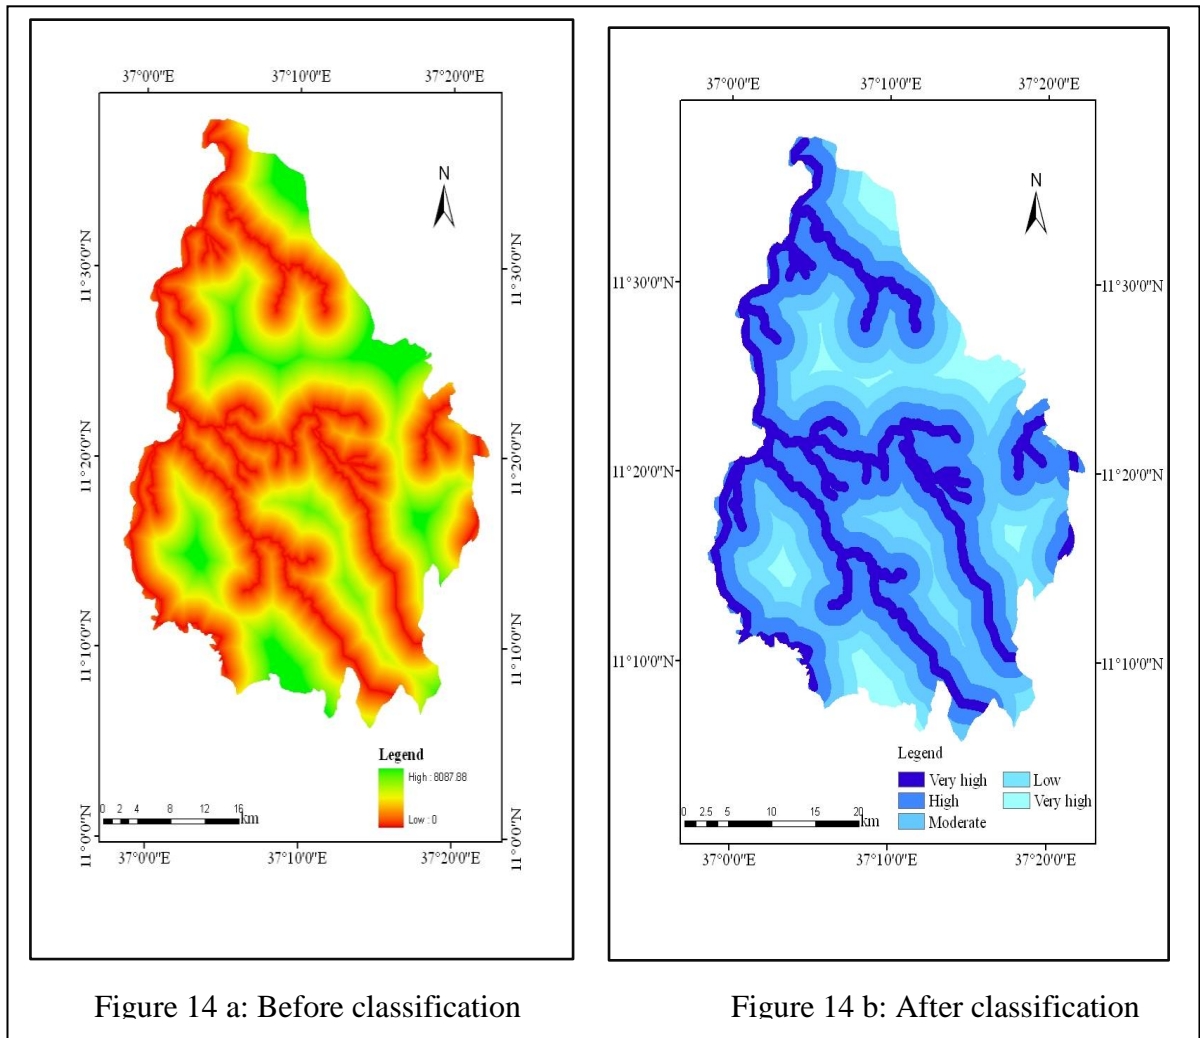 37°0'0"E 37°10'0"E 37°20'0"E
N
11°30'0"N 11°30'0"N
11°20'0"N 11°20'0"N
11°10'0"N 11°10'0"N
11°0'0"N 11°0'0"N
Legend
High : 8087.88
Low : 0
0 2 4 8 12 16
km
37°0'0"E 37°10'0"E 37°20'0"E
Figure 14 a: Before classification
37°0'0"E 37°10'0"E 37°20'0"E
N
11°30'0"N 11°30'0"N
11°20'0"N 11°20'0"N
11°10'0"N 11°10'0"N
Legend
Very high Low
High Very high
Moderate
0 2.5 5 10 15 20
km
37°0'0"E 37°10'0"E 37°20'0"E
Figure 14 b: After classification